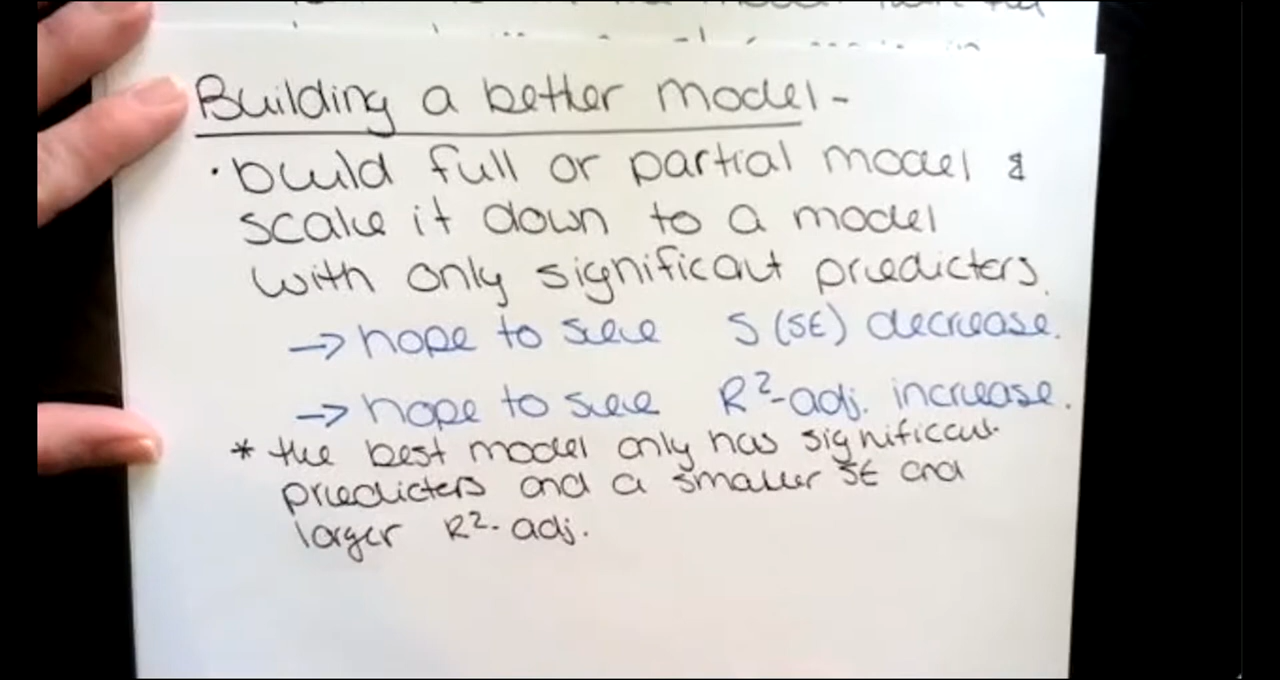 Building a better model -
· build full or partial model &
scale it down to a model
with only significant predicters.
→ hope to see S (SE) decrease.
→ hope to see R²-adj. increase.
* the best model only has significant
predicters and a smaller SE and
larger R²-adj.